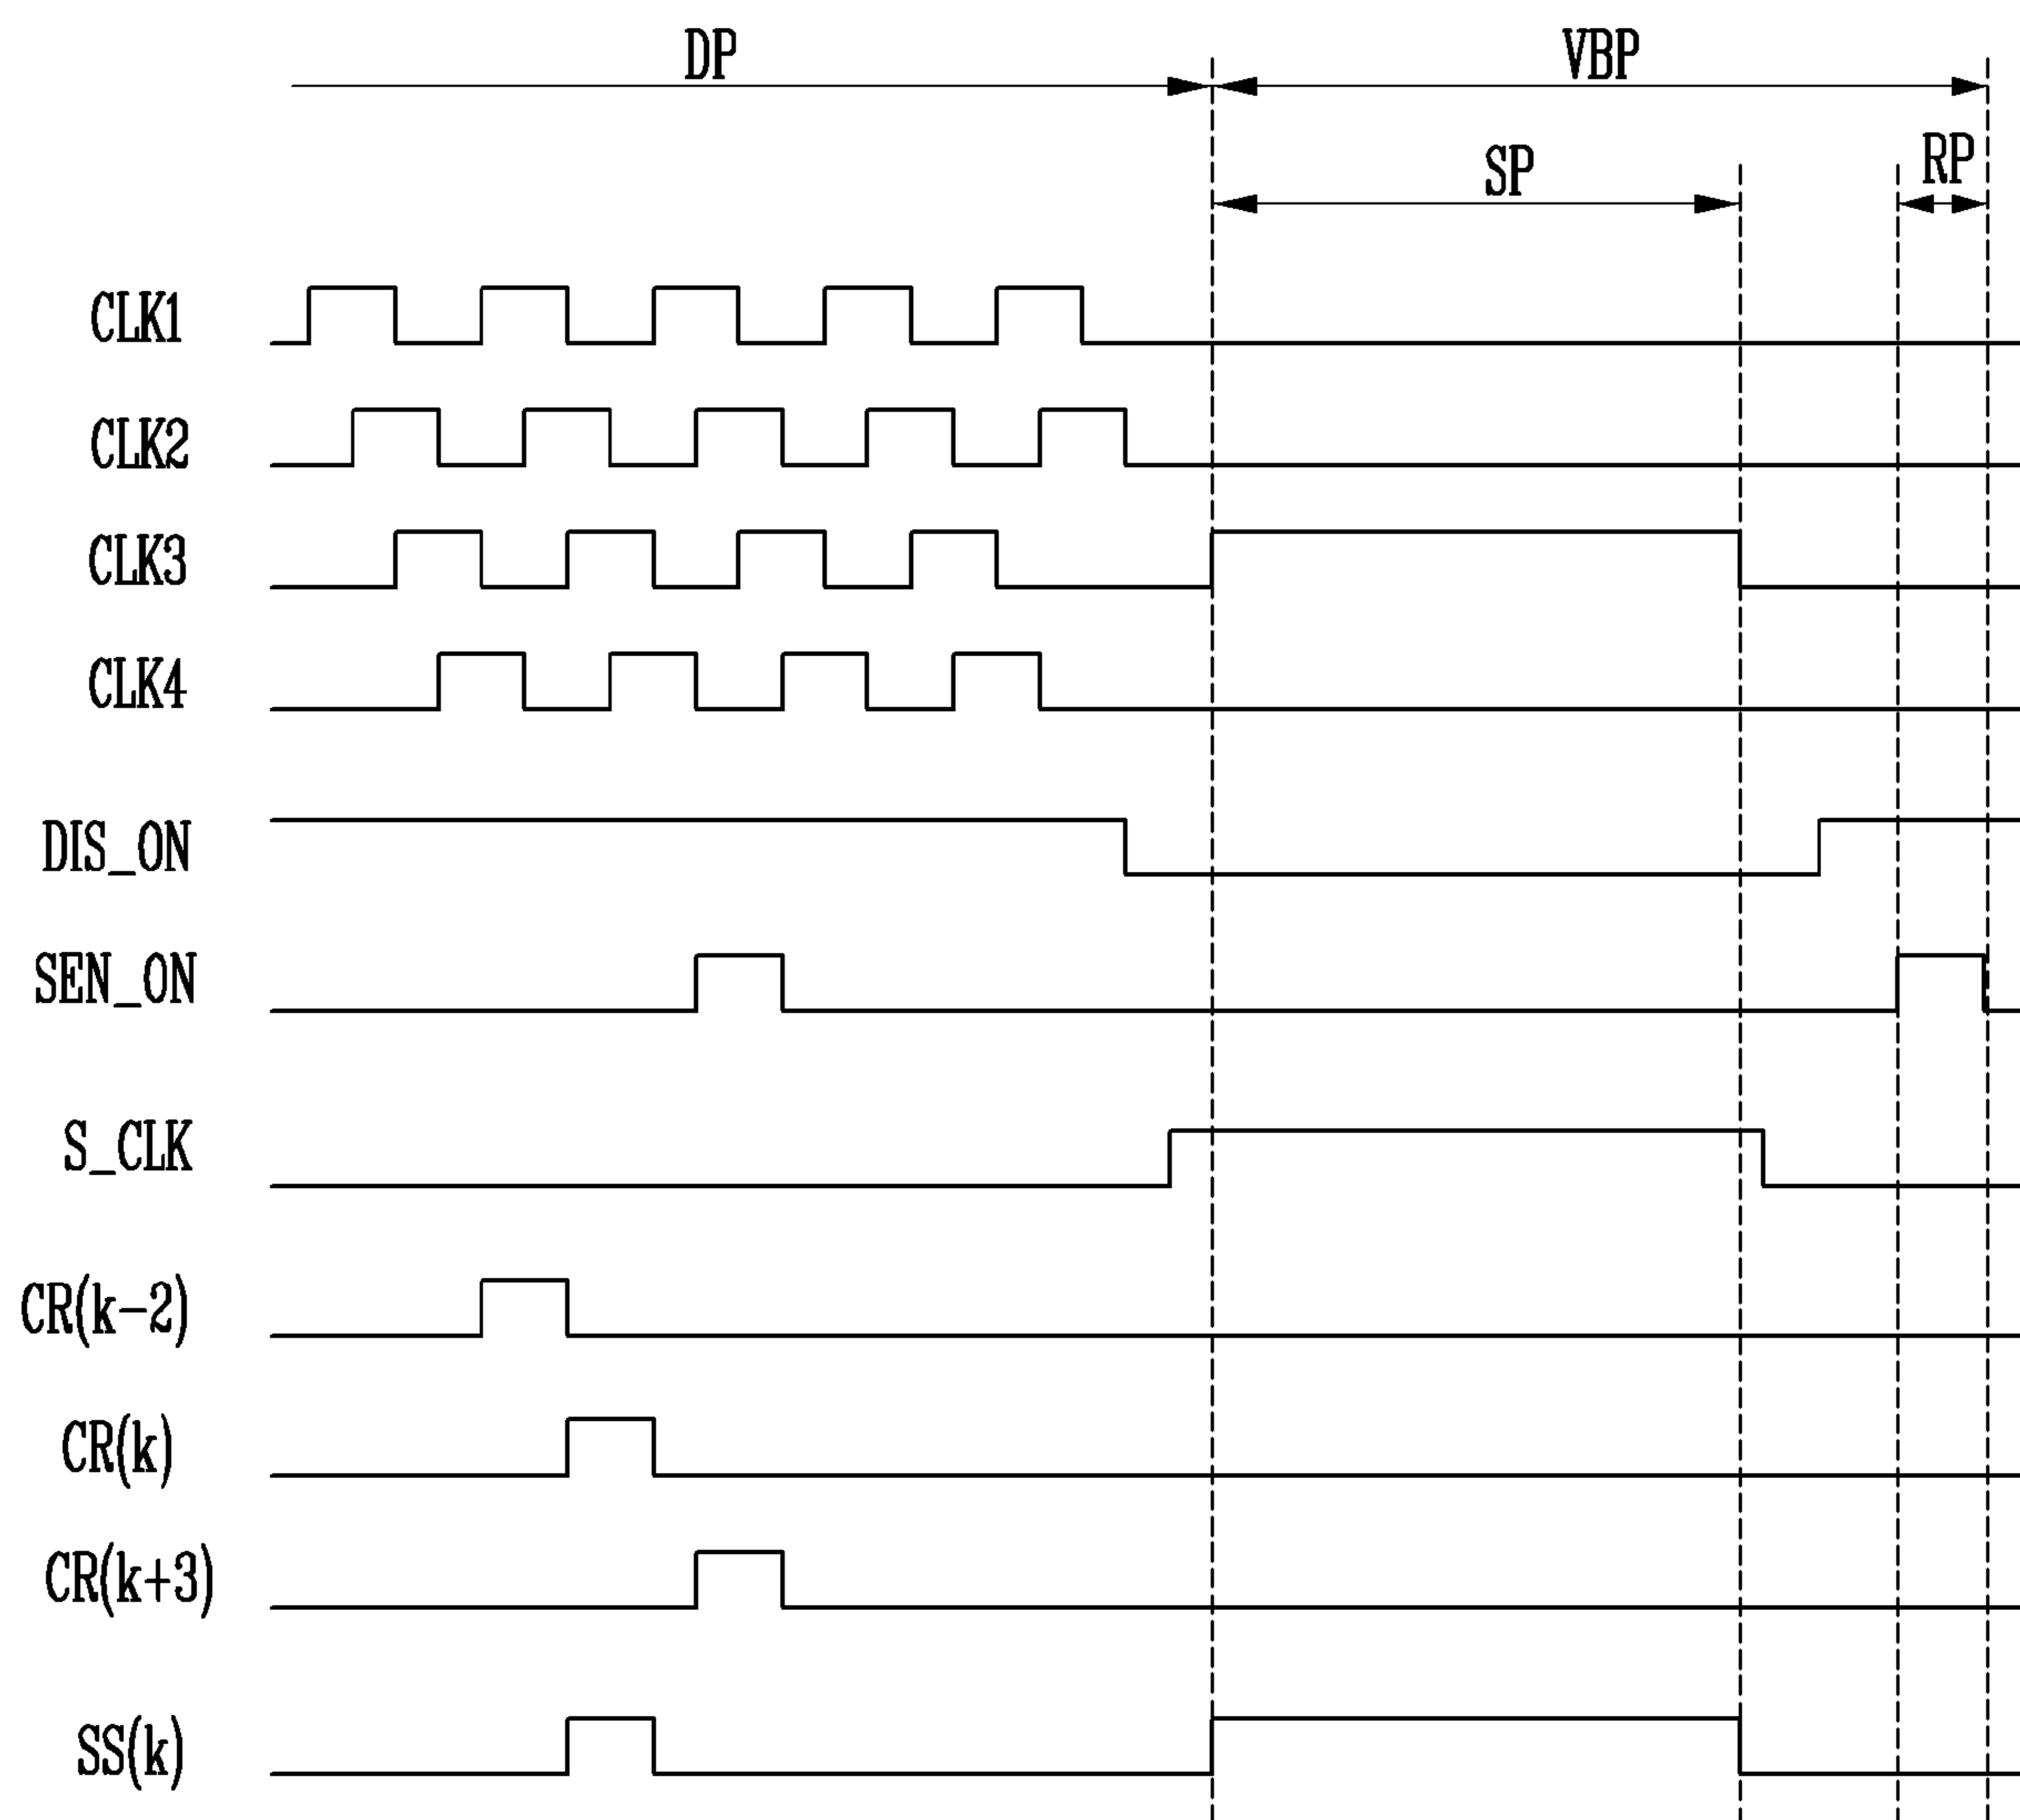 DP VBP
SP RP
CLK1
CLK2
CLK3
CLK4
DIS_ON
SEN_ON
S_CLK
CR(k-2)
CR(k)
CR(k+3)
SS(k)